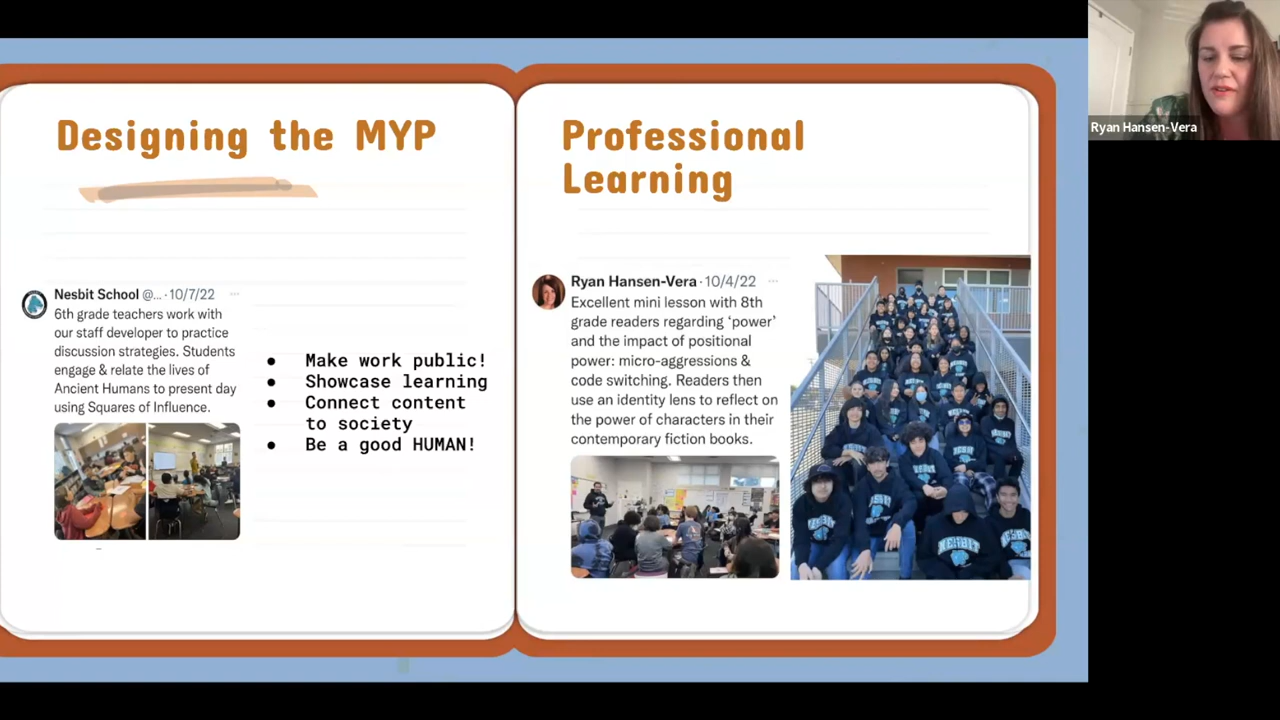 Designing the MYP
Nesbit School @... · 10/7/22
6th grade teachers work with
our staff developer to practice
discussion strategies. Students
engage & relate the lives of
Ancient Humans to present day
using Squares of Influence.
● Make work public!
● Showcase learning
● Connect content
to society
● Be a good HUMAN!
Professional
Learning
Ryan Hansen-Vera · 10/4/22
Excellent mini lesson with 8th
grade readers regarding ‘power’
and the impact of positional
power: micro-aggressions &
code switching. Readers then
use an identity lens to reflect on
the power of characters in their
contemporary fiction books.
NESBIT
Ryan Hansen-Vera